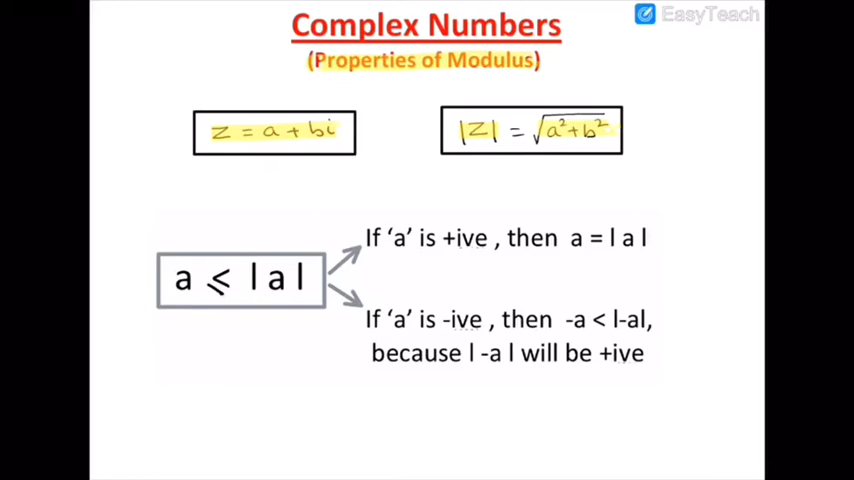 Complex Numbers
EasyTeach
(Properties of Modulus)
z = a + bi
|Z| = √a²+b²
If ‘a’ is +ive , then a = l a l
a ⩽ l a l
If ‘a’ is -ive , then -a < l-al,
because l -a l will be +ive